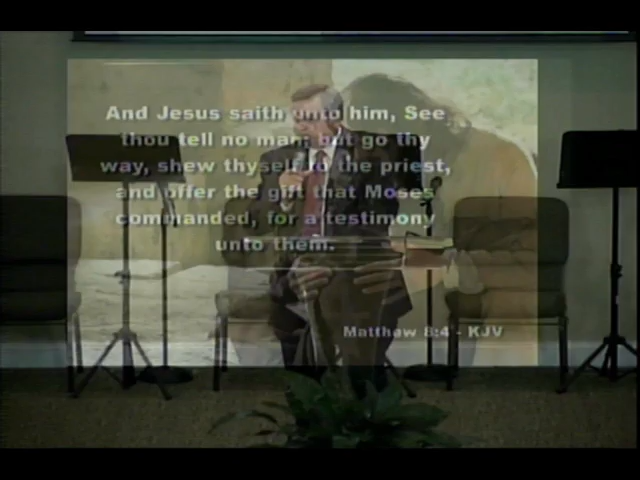 And Jesus saith unto him, See
thou tell no man; but go thy
way, shew thyself to the priest,
and offer the gift that Moses
commanded, for a testimony
unto them.
Matthew 8:4 - KJV